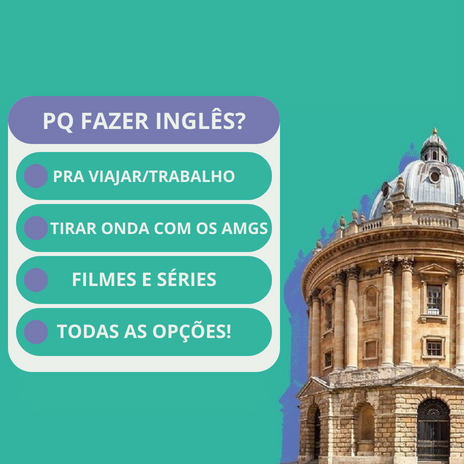 PQ FAZER INGLÊS?
PRA VIAJAR/TRABALHO
TIRAR ONDA COM OS AMGS
FILMES E SÉRIES
TODAS AS OPÇÕES!